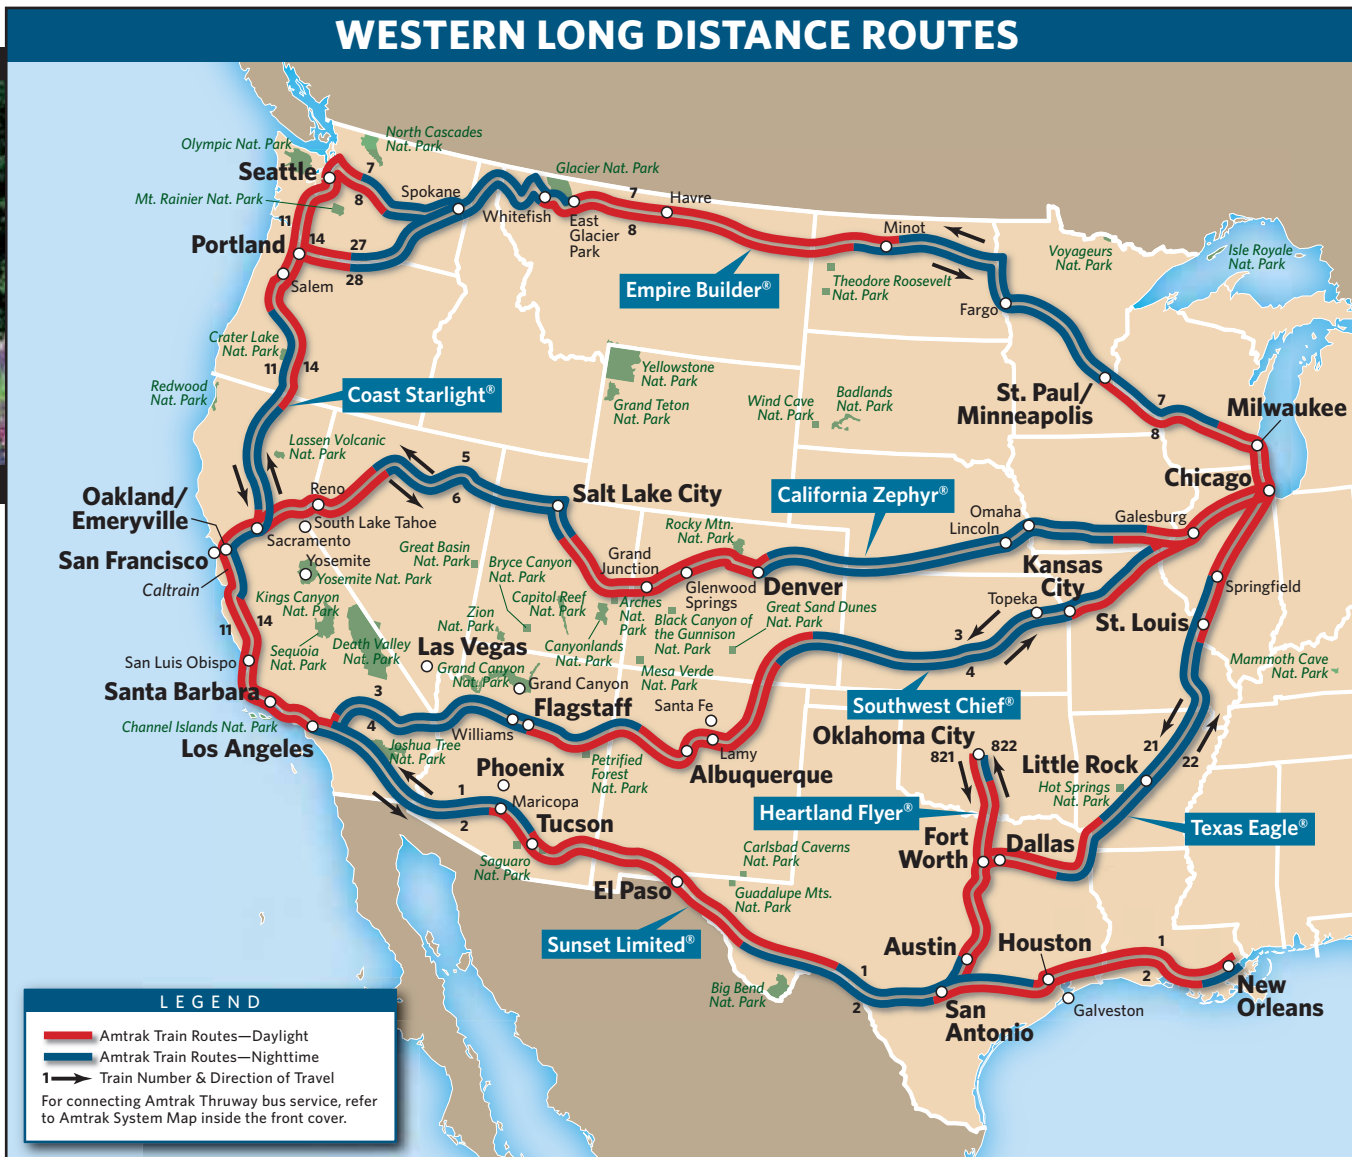 WESTERN LONG DISTANCE ROUTES
North Cascades
Nat. Park
Olympic Nat. Park
Seattle
7
8
Mt. Rainier Nat. Park
Spokane
Whitefish
Glacier Nat. Park
East
Glacier
Park
7
8
Havre
Minot
Voyageurs
Nat. Park
Isle Royale
Nat. Park
11
Portland
14
27
28
Salem
Empire Builder®
Theodore Roosevelt
Nat. Park
Fargo
Crater Lake
Nat. Park
11
14
Redwood
Nat. Park
Coast Starlight®
Yellowstone
Nat. Park
Grand Teton
Nat. Park
Wind Cave
Nat. Park
Badlands
Nat. Park
St. Paul/
Minneapolis
7
8
Milwaukee
Chicago
Lassen Volcanic
Nat. Park
5
6
Oakland/
Emeryville
Reno
South Lake Tahoe
Sacramento
San Francisco
Caltrain
Yosemite
Yosemite Nat. Park
Salt Lake City
California Zephyr®
Omaha
Lincoln
Galesburg
Rocky Mtn.
Nat. Park
Great Basin
Nat. Park
Bryce Canyon
Nat. Park
Grand
Junction
Glenwood
Springs
Denver
Kansas
City
Topeka
Springfield
St. Louis
Kings Canyon
Nat. Park
Capitol Reef
Nat. Park
Arches
Nat.
Park
Black Canyon of
the Gunnison
Nat. Park
Great Sand Dunes
Nat. Park
Zion
Nat. Park
11
14
Sequoia
Nat. Park
Death Valley
Nat. Park
Las Vegas
Canyonlands
Nat. Park
Mesa Verde
Nat. Park
3
4
Mammoth Cave
Nat. Park
San Luis Obispo
Grand Canyon
Nat. Park
Grand Canyon
Santa Barbara
3
4
Flagstaff
Williams
Santa Fe
Lamy
Southwest Chief®
Channel Islands Nat. Park
Los Angeles
Joshua Tree
Nat. Park
Petrified
Forest
Nat. Park
Albuquerque
Oklahoma City
821
822
Little Rock
21
22
Hot Springs
Nat. Park
Phoenix
Maricopa
1
2
Tucson
Heartland Flyer®
Texas Eagle®
Saguaro
Nat. Park
Carlsbad Caverns
Nat. Park
Fort
Worth
Dallas
El Paso
Guadalupe Mts.
Nat. Park
Sunset Limited®
Austin
Houston
1
2
Big Bend
Nat. Park
1
2
San
Antonio
Galveston
New
Orleans
LEGEND
Amtrak Train Routes—Daylight
Amtrak Train Routes—Nighttime
1 Train Number & Direction of Travel
For connecting Amtrak Thruway bus service, refer
to Amtrak System Map inside the front cover.